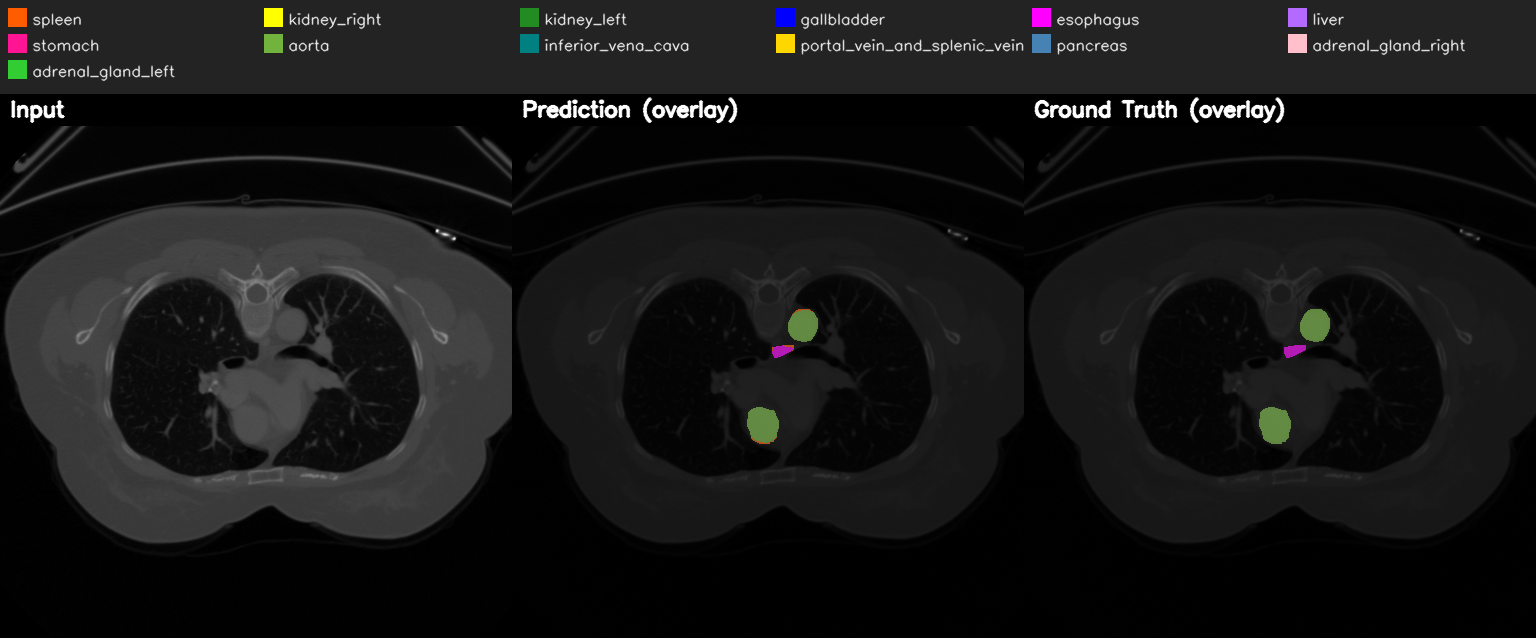 spleen kidney_right kidney_left gallbladder esophagus liver
stomach aorta inferior_vena_cava portal_vein_and_splenic_vein pancreas adrenal_gland_right
adrenal_gland_left
Input Prediction (overlay) Ground Truth (overlay)